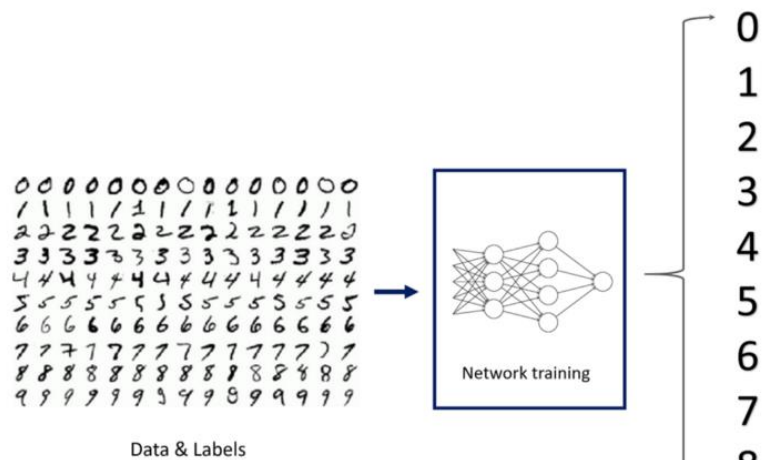 0 0 0 0 0 0 0 0 0 0 0 0 0 0 0
1 1 1 1 1 1 1 1 1 1 1 1 1 1 1
2 2 2 2 2 2 2 2 2 2 2 2 2 2 2
3 3 3 3 3 3 3 3 3 3 3 3 3 3 3
4 4 4 4 4 4 4 4 4 4 4 4 4 4 4
5 5 5 5 5 5 5 5 5 5 5 5 5 5 5
6 6 6 6 6 6 6 6 6 6 6 6 6 6 6
7 7 7 7 7 7 7 7 7 7 7 7 7 7 7
8 8 8 8 8 8 8 8 8 8 8 8 8 8 8
9 9 9 9 9 9 9 9 9 9 9 9 9 9 9
Data & Labels
Network training
0
1
2
3
4
5
6
7